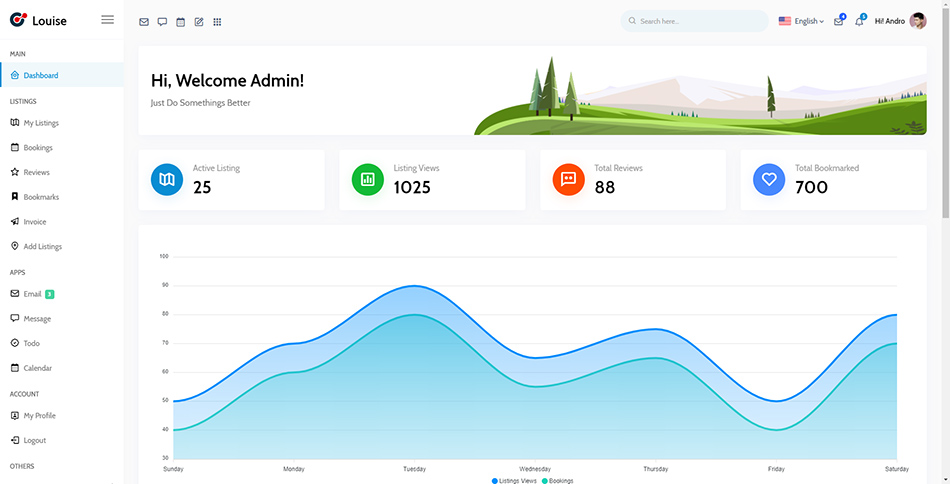 Louise
Search here..
English
4
5
Hi! Andro
MAIN
Dashboard
LISTINGS
My Listings
Bookings
Reviews
Bookmarks
Invoice
Add Listings
APPS
Email 3
Message
Todo
Calendar
ACCOUNT
My Profile
Logout
OTHERS
Hi, Welcome Admin!
Just Do Somethings Better
Active Listing
25
Listing Views
1025
Total Reviews
88
Total Bookmarked
700
100
90
80
70
60
50
40
30
Sunday Monday Tuesday Wednesday Thursday Friday Saturday
Listings Views Bookings